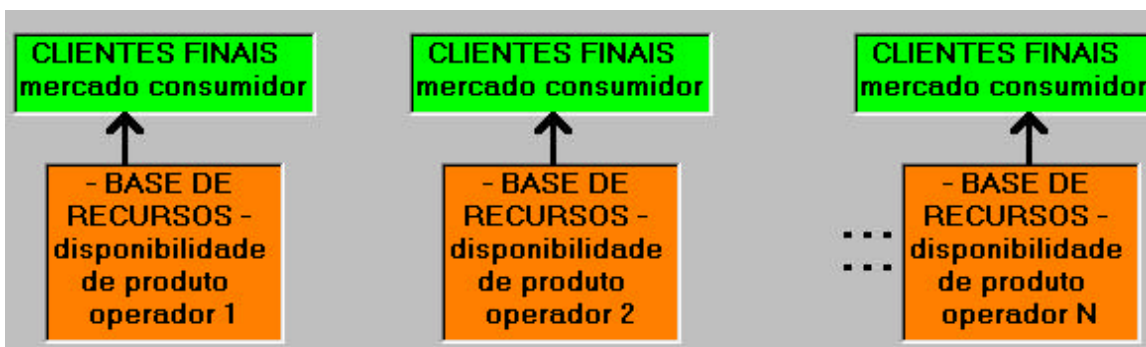 CLIENTES FINAIS
mercado consumidor
CLIENTES FINAIS
mercado consumidor
CLIENTES FINAIS
mercado consumidor
- BASE DE
RECURSOS -
disponibilidade
de produto
operador 1
- BASE DE
RECURSOS -
disponibilidade
de produto
operador 2
...
...
- BASE DE
RECURSOS -
disponibilidade
de produto
operador N